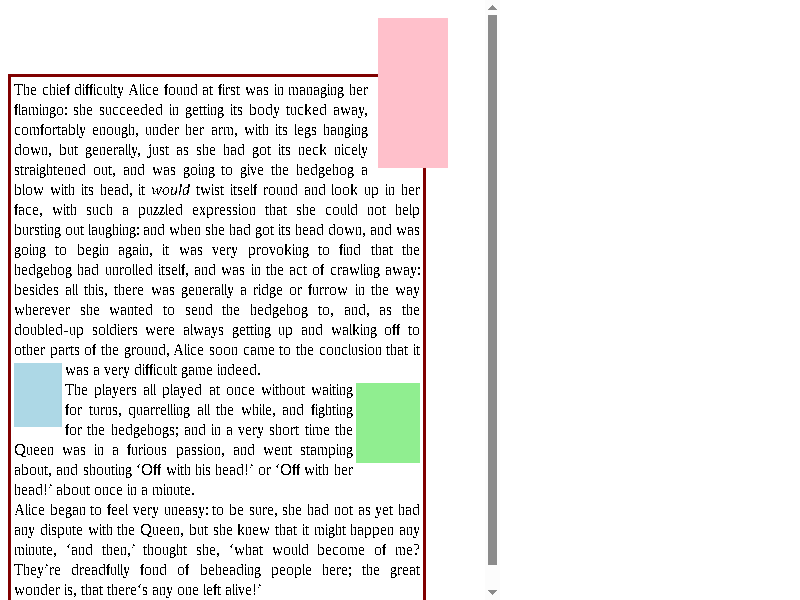 The chief difficulty Alice found at first was in managing her
flamingo: she succeeded in getting its body tucked away,
comfortably enough, under her arm, with its legs hanging
down, but generally, just as she had got its neck nicely
straightened out, and was going to give the hedgehog a
blow with its head, it would twist itself round and look up in her
face, with such a puzzled expression that she could not help
bursting out laughing: and when she had got its head down, and was
going to begin again, it was very provoking to find that the
hedgehog had unrolled itself, and was in the act of crawling away:
besides all this, there was generally a ridge or furrow in the way
wherever she wanted to send the hedgehog to, and, as the
doubled-up soldiers were always getting up and walking off to
other parts of the ground, Alice soon came to the conclusion that it
was a very difficult game indeed.
The players all played at once without waiting
for turns, quarrelling all the while, and fighting
for the hedgehogs; and in a very short time the
Queen was in a furious passion, and went stamping
about, and shouting ‘Off with his head!’ or ‘Off with her
head!’ about once in a minute.
Alice began to feel very uneasy: to be sure, she had not as yet had
any dispute with the Queen, but she knew that it might happen any
minute, ‘and then,’ thought she, ‘what would become of me?
They’re dreadfully fond of beheading people here; the great
wonder is, that there‘s any one left alive!’